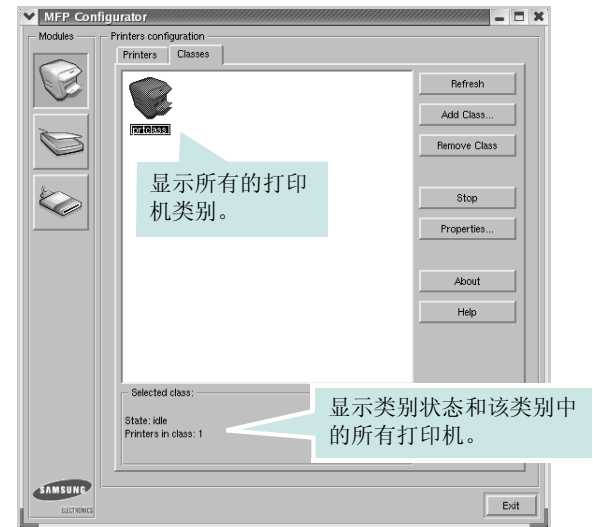 MFP Configurator
Modules
Printers configuration
Printers
Classes
prtclass1
显示所有的打印
机类别。
Refresh
Add Class...
Remove Class
Stop
Properties...
About
Help
Selected class:
State: idle
Printers in class: 1
显示类别状态和该类别中
的所有打印机。
SAMSUNG
ELECTRONICS
Exit